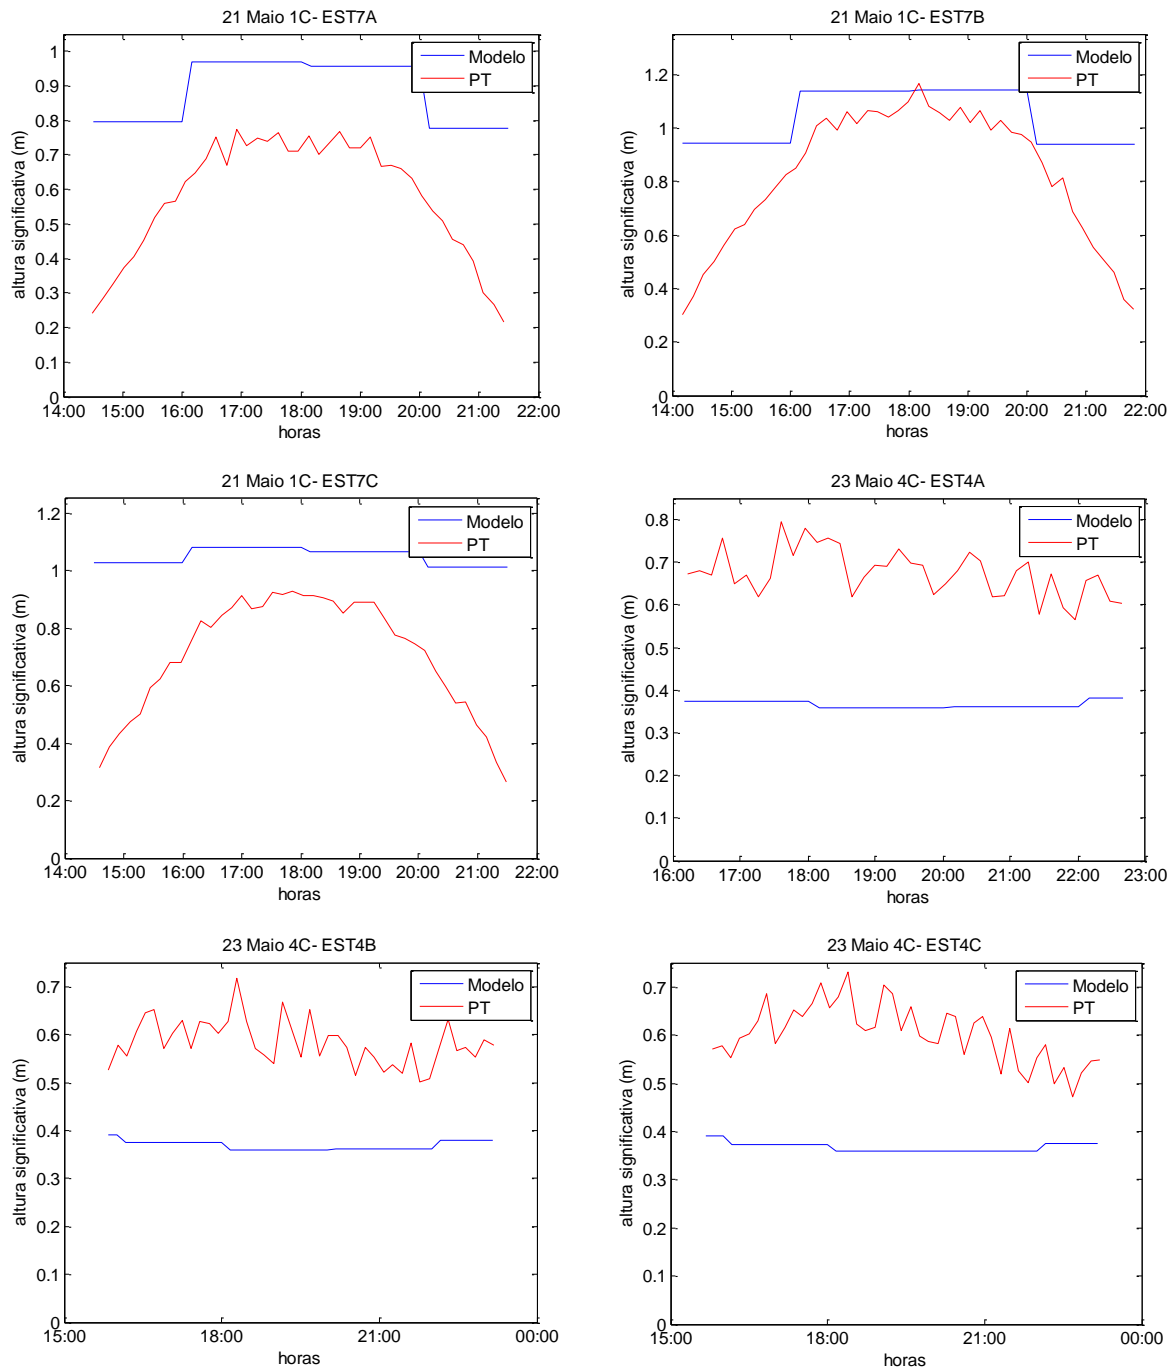 21 Maio 1C- EST7A
altura significativa (m)
1
0.9
0.8
0.7
0.6
0.5
0.4
0.3
0.2
0.1
0
Modelo
PT
14:00 15:00 16:00 17:00 18:00 19:00 20:00 21:00 22:00
horas
21 Maio 1C- EST7B
altura significativa (m)
1.2
1
0.8
0.6
0.4
0.2
0
Modelo
PT
14:00 15:00 16:00 17:00 18:00 19:00 20:00 21:00 22:00
horas
21 Maio 1C- EST7C
altura significativa (m)
1.2
1
0.8
0.6
0.4
0.2
0
Modelo
PT
14:00 15:00 16:00 17:00 18:00 19:00 20:00 21:00 22:00
horas
23 Maio 4C- EST4A
altura significativa (m)
0.8
0.7
0.6
0.5
0.4
0.3
0.2
0.1
0
Modelo
PT
16:00 17:00 18:00 19:00 20:00 21:00 22:00 23:00
horas
23 Maio 4C- EST4B
altura significativa (m)
0.7
0.6
0.5
0.4
0.3
0.2
0.1
0
Modelo
PT
15:00 18:00 21:00 00:00
horas
23 Maio 4C- EST4C
altura significativa (m)
0.7
0.6
0.5
0.4
0.3
0.2
0.1
0
Modelo
PT
15:00 18:00 21:00 00:00
horas